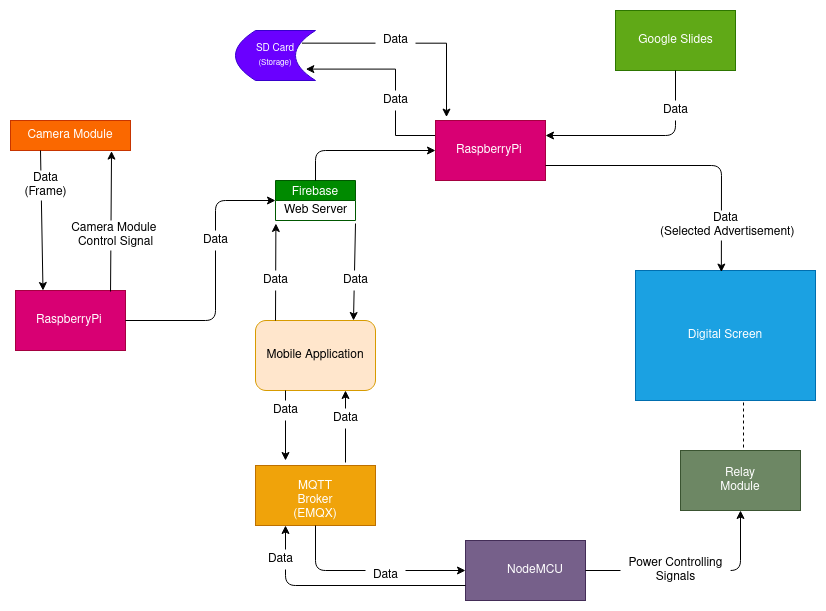 SD Card
(Storage)
Data
Google Slides
Data
Data
Camera Module
RaspberryPi
Data
(Frame)
Firebase
Web Server
Camera Module
Control Signal
Data
Data
(Selected Advertisement)
Data
Data
RaspberryPi
Digital Screen
Mobile Application
Data
Data
Relay
Module
MQTT
Broker
(EMQX)
Data
Data
NodeMCU
Power Controlling
Signals